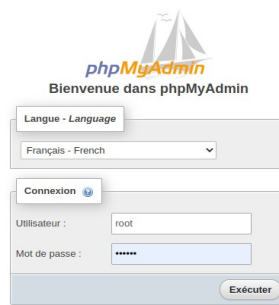 phpMyAdmin
Bienvenue dans phpMyAdmin
Langue - Language
Français - French
Connexion
Utilisateur :
root
Mot de passe :
••••••
Exécuter